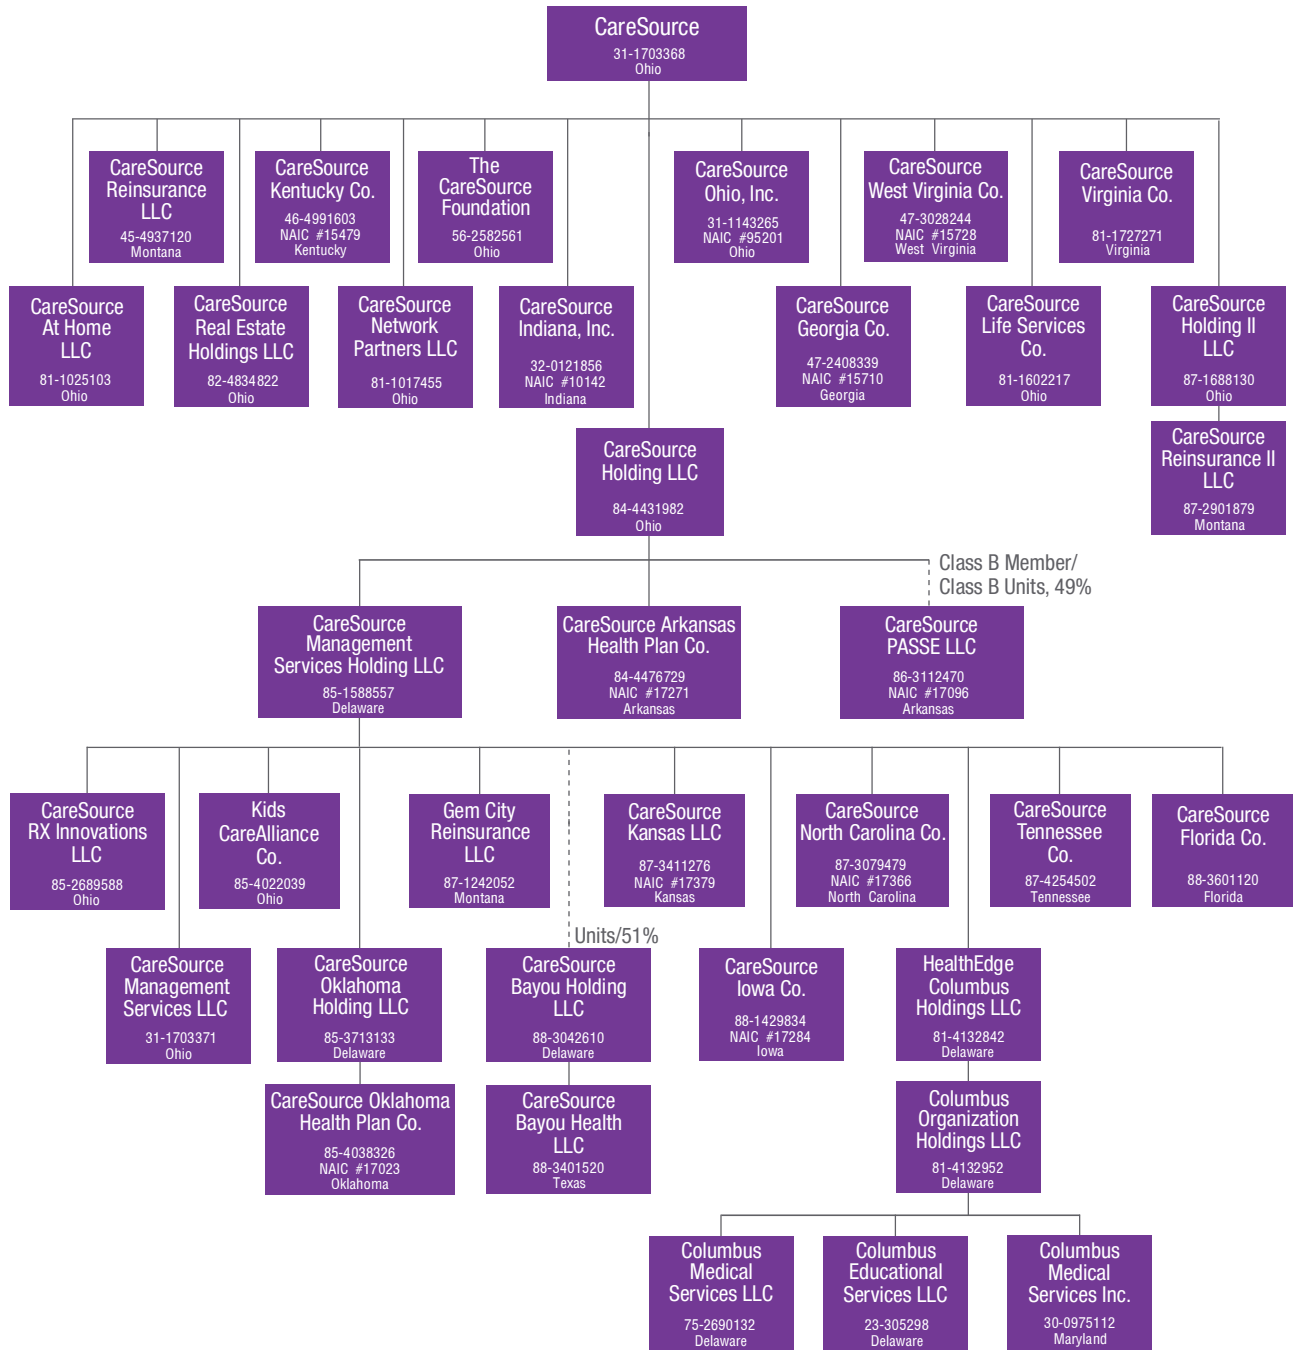 CareSource
31-1703368
Ohio
CareSource
Reinsurance
LLC
45-4937120
Montana
CareSource
Kentucky Co.
46-4991603
NAIC #15479
Kentucky
The
CareSource
Foundation
56-2582561
Ohio
CareSource
Ohio, Inc.
31-1143265
NAIC #95201
Ohio
CareSource
West Virginia Co.
47-3028244
NAIC #15728
West Virginia
CareSource
Virginia Co.
81-1727271
Virginia
CareSource
At Home
LLC
81-1025103
Ohio
CareSource
Real Estate
Holdings LLC
82-4834822
Ohio
CareSource
Network
Partners LLC
81-1017455
Ohio
CareSource
Indiana, Inc.
32-0121856
NAIC #10142
Indiana
CareSource
Georgia Co.
47-2408339
NAIC #15710
Georgia
CareSource
Life Services
Co.
81-1602217
Ohio
CareSource
Holding II
LLC
87-1688130
Ohio
CareSource
Reinsurance II
LLC
87-2901879
Montana
CareSource
Holding LLC
84-4431982
Ohio
Class B Member/
Class B Units, 49%
CareSource
Management
Services Holding LLC
85-1588557
Delaware
CareSource Arkansas
Health Plan Co.
84-4476729
NAIC #17271
Arkansas
CareSource
PASSE LLC
86-3112470
NAIC #17096
Arkansas
CareSource
RX Innovations
LLC
85-2689588
Ohio
Kids
CareAlliance
Co.
85-4022039
Ohio
Gem City
Reinsurance
LLC
87-1242052
Montana
CareSource
Kansas LLC
87-3411276
NAIC #17379
Kansas
CareSource
North Carolina Co.
87-3079479
NAIC #17366
North Carolina
CareSource
Tennessee
Co.
87-4254502
Tennessee
CareSource
Florida Co.
88-3601120
Florida
Units/51%
CareSource
Management
Services LLC
31-1703371
Ohio
CareSource
Oklahoma
Holding LLC
85-3713133
Delaware
CareSource
Bayou Holding
LLC
88-3042610
Delaware
CareSource
Iowa Co.
88-1429834
NAIC #17284
Iowa
HealthEdge
Columbus
Holdings LLC
81-4132842
Delaware
CareSource Oklahoma
Health Plan Co.
85-4038326
NAIC #17023
Oklahoma
CareSource
Bayou Health
LLC
88-3401520
Texas
Columbus
Organization
Holdings LLC
81-4132952
Delaware
Columbus
Medical
Services LLC
75-2690132
Delaware
Columbus
Educational
Services LLC
23-305298
Delaware
Columbus
Medical
Services Inc.
30-0975112
Maryland